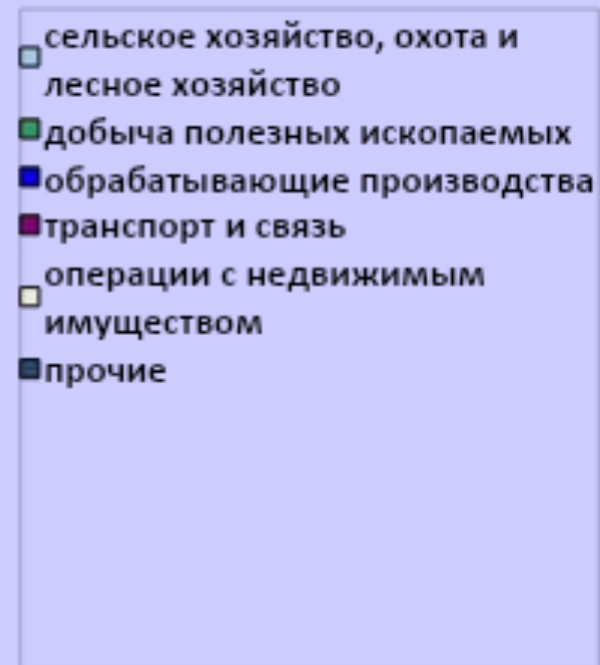 сельское хозяйство, охота и
лесное хозяйство
добыча полезных ископаемых
обрабатывающие производства
транспорт и связь
операции с недвижимым
имуществом
прочие